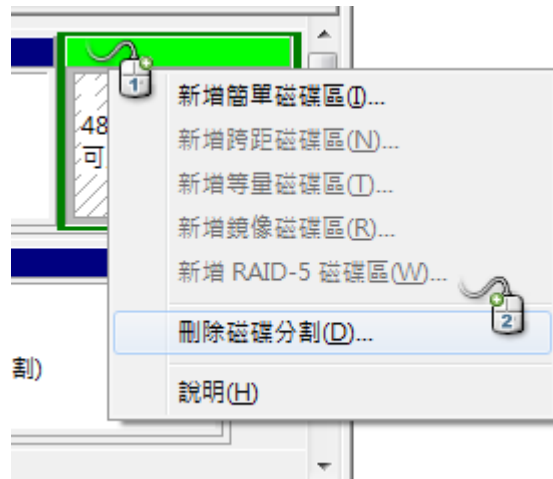 1
新增簡單磁碟區(I)...
48
新增跨距磁碟區(N)...
可
新增等量磁碟區(T)...
新增鏡像磁碟區(R)...
新增 RAID-5 磁碟區(W)...
2
刪除磁碟分割(D)...
割)
說明(H)